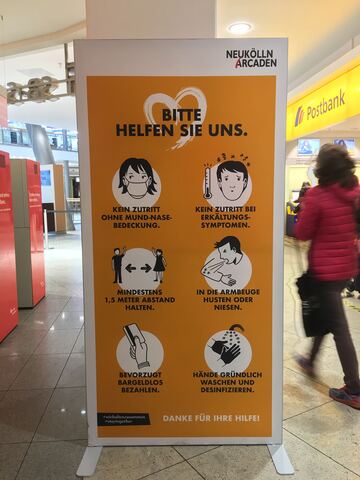 NEUKÖLLN
ARCADEN
BITTE
HELFEN SIE UNS.
KEIN ZUTRITT
OHNE MUND-NASE-
BEDECKUNG.
KEIN ZUTRITT BEI
ERKÄLTUNGS-
SYMPTOMEN.
MINDESTENS
1,5 METER ABSTAND
HALTEN.
IN DIE ARMBEUGE
HUSTEN ODER
NIESEN.
BEVORZUGT
BARGELDLOS
BEZAHLEN.
HÄNDE GRÜNDLICH
WASCHEN UND
DESINFIZIEREN.
DANKE FÜR IHRE HILFE!
Postbank